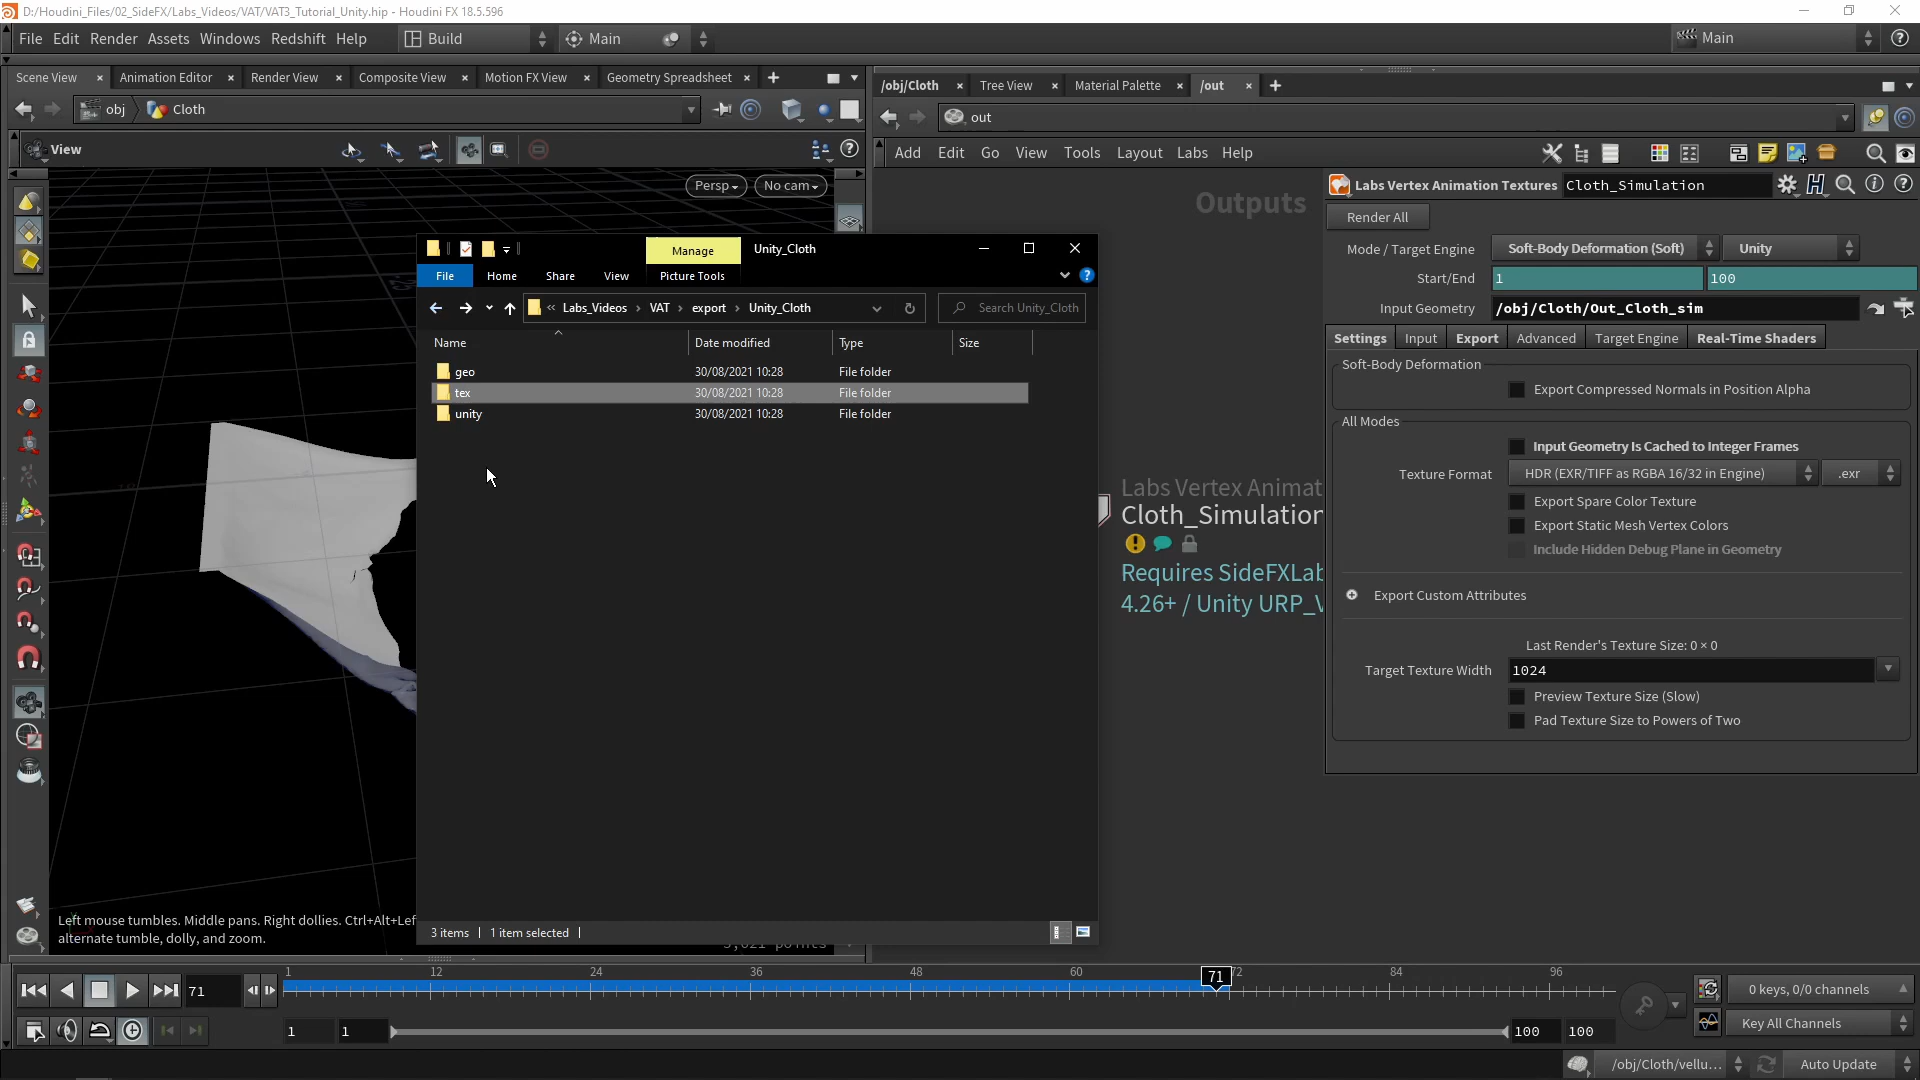 D:/Houdini_Files/02_SideFX/Labs_Videos/VAT/VAT3_Tutorial_Unity.hip - Houdini FX 18.5.596
File Edit Render Assets Windows Redshift Help Build Main Main
Scene View Animation Editor Render View Composite View Motion FX View Geometry Spreadsheet
obj Cloth
View
Persp No cam
/obj/Cloth Tree View Material Palette /out
out
Add Edit Go View Tools Layout Labs Help
Outputs
Labs Vertex Animat
Cloth_Simulation
Requires SideFXLab
4.26+ / Unity URP_V
Labs Vertex Animation Textures Cloth_Simulation
Render All
Mode / Target Engine Soft-Body Deformation (Soft) Unity
Start/End 1 100
Input Geometry /obj/Cloth/Out_Cloth_sim
Settings Input Export Advanced Target Engine Real-Time Shaders
Soft-Body Deformation
Export Compressed Normals in Position Alpha
All Modes
Input Geometry Is Cached to Integer Frames
Texture Format HDR (EXR/TIFF as RGBA 16/32 in Engine) .exr
Export Spare Color Texture
Export Static Mesh Vertex Colors
Include Hidden Debug Plane in Geometry
Export Custom Attributes
Last Render's Texture Size: 0 × 0
Target Texture Width 1024
Preview Texture Size (Slow)
Pad Texture Size to Powers of Two
Manage Unity_Cloth
File Home Share View Picture Tools
« Labs_Videos › VAT › export › Unity_Cloth Search Unity_Cloth
Name Date modified Type Size
geo 30/08/2021 10:28 File folder
tex 30/08/2021 10:28 File folder
unity 30/08/2021 10:28 File folder
3 items 1 item selected
Left mouse tumbles. Middle pans. Right dollies. Ctrl+Alt+Lef
alternate tumble, dolly, and zoom.
points
71 1 12 24 36 48 60 71 72 84 96
0 keys, 0/0 channels
1 1 100 100
Key All Channels
/obj/Cloth/vellu... Auto Update